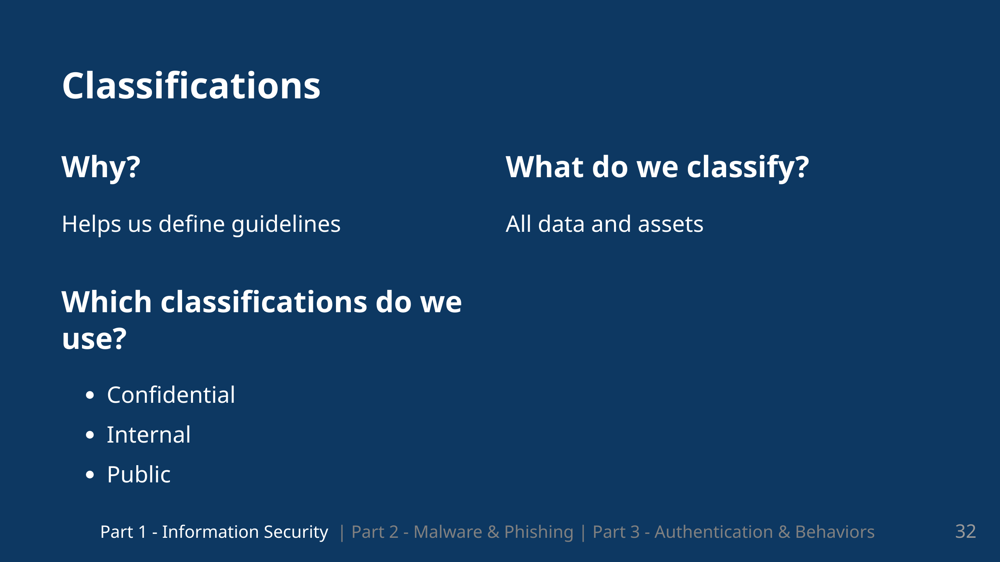 Classifications
Why?
Helps us define guidelines
What do we classify?
All data and assets
Which classifications do we
use?
• Confidential
• Internal
• Public
Part 1 - Information Security | Part 2 - Malware & Phishing | Part 3 - Authentication & Behaviors
32